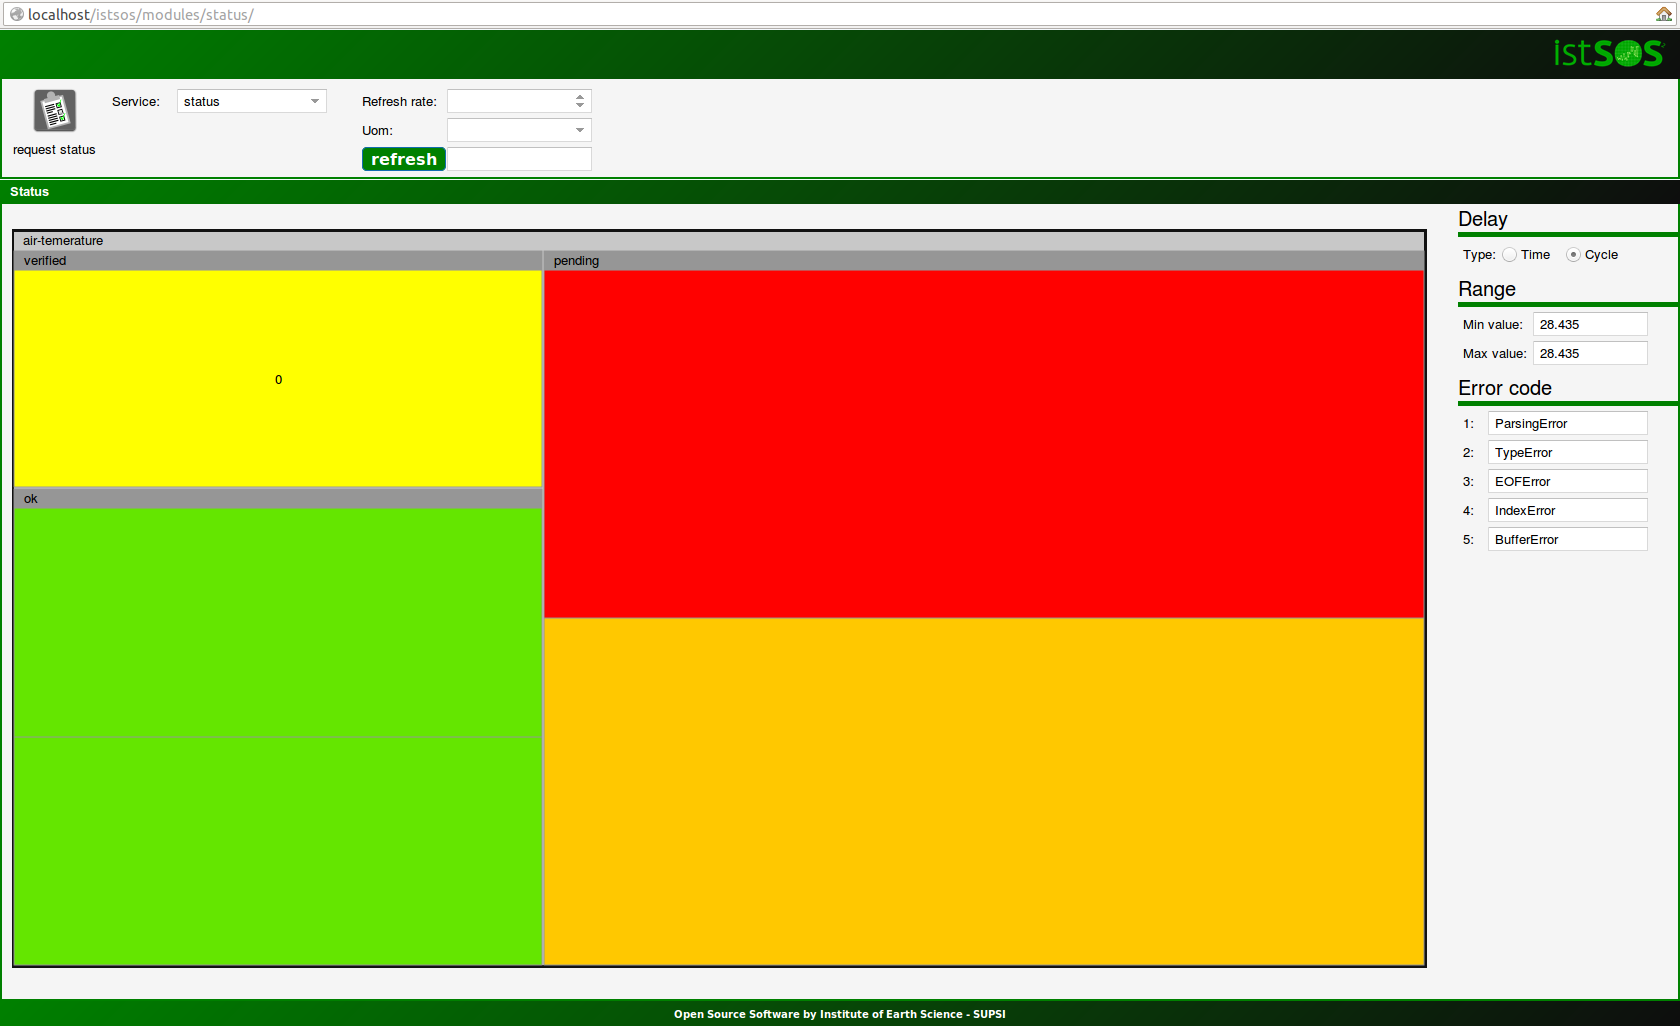 localhost/istsos/modules/status/
istSOS
Service: status
Refresh rate:
Uom:
request status
refresh
Status
Delay
air-temerature
Type: Time Cycle
verified
pending
Range
Min value: 28.435
Max value: 28.435
0
Error code
1: ParsingError
2: TypeError
3: EOFError
ok
4: IndexError
5: BufferError
Open Source Software by Institute of Earth Science - SUPSI